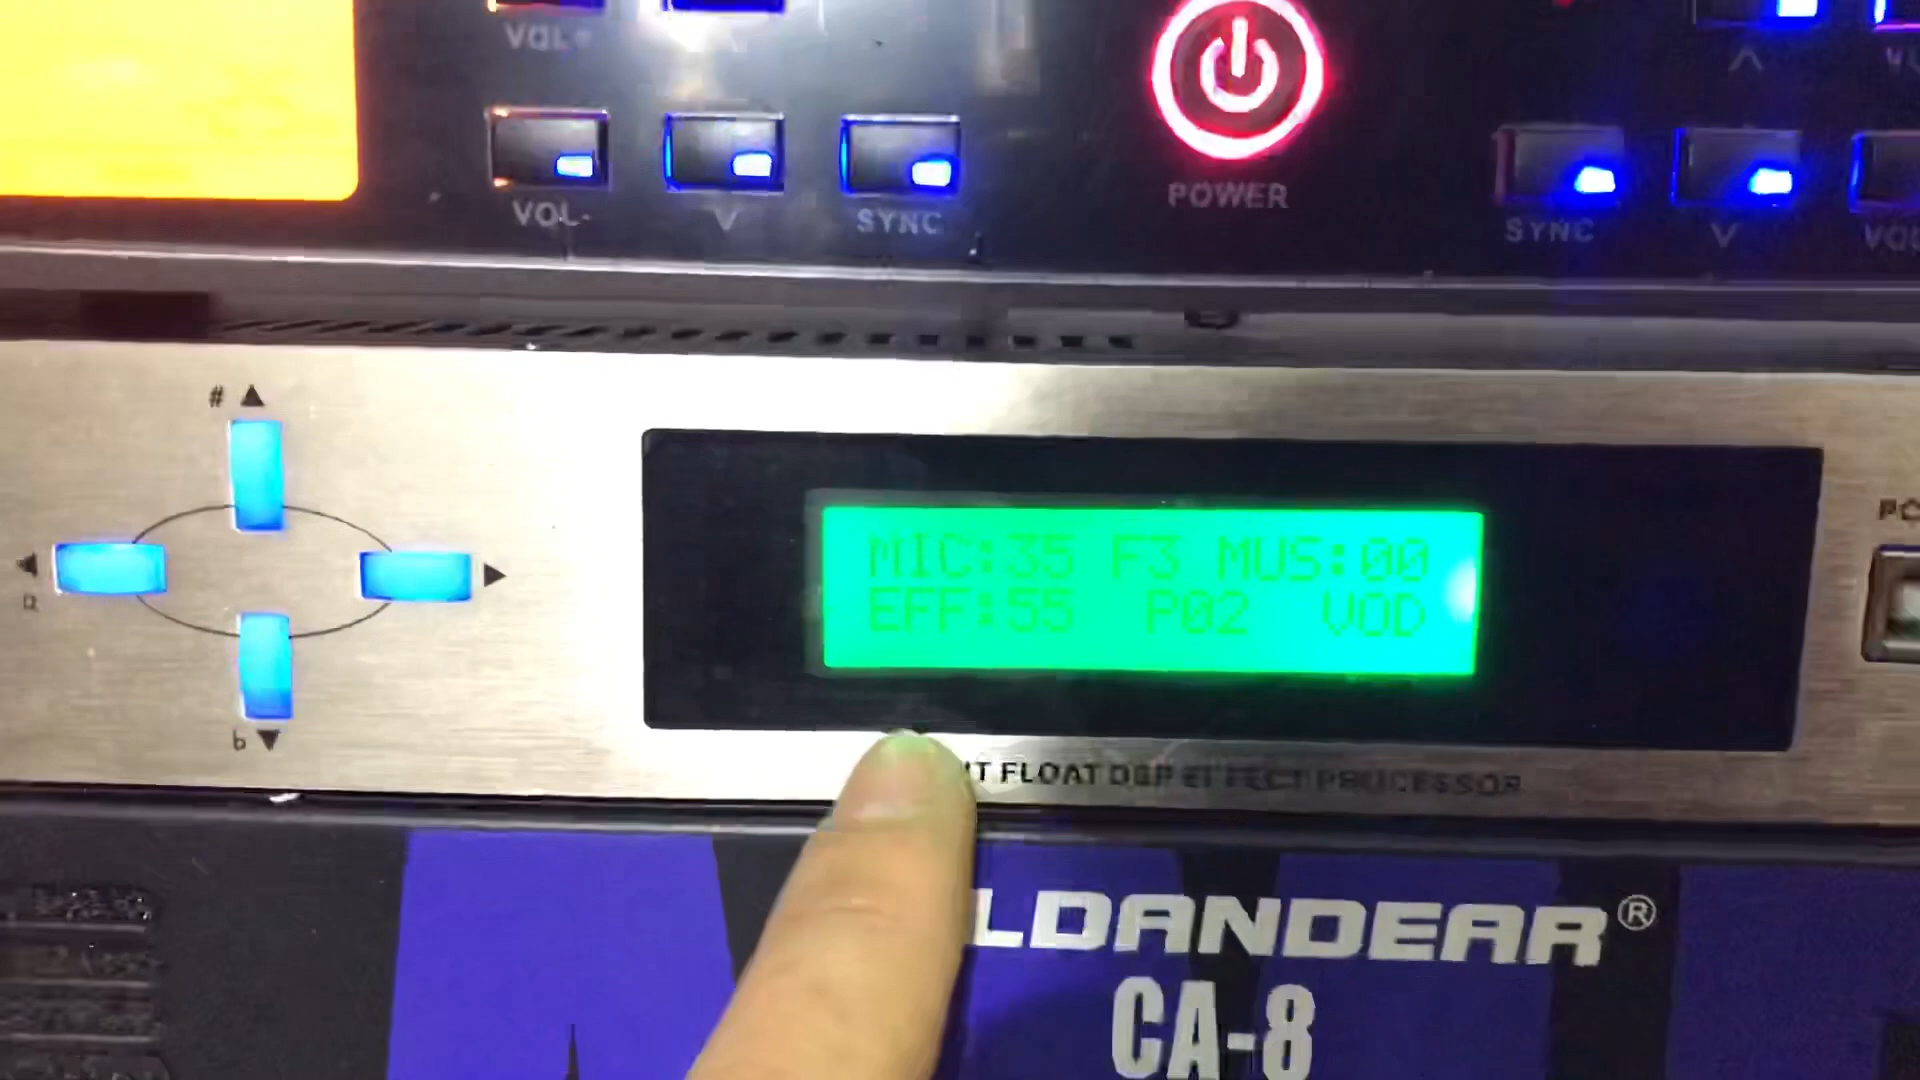 VOL+
VOL-
V
SYNC
POWER
SYNC
V
#
MIC:35 F3 MUS:00
EFF:55 P02 VOD
b
FLOAT DSP EFFECT PROCESSOR
LDANDEAR®
CA-8